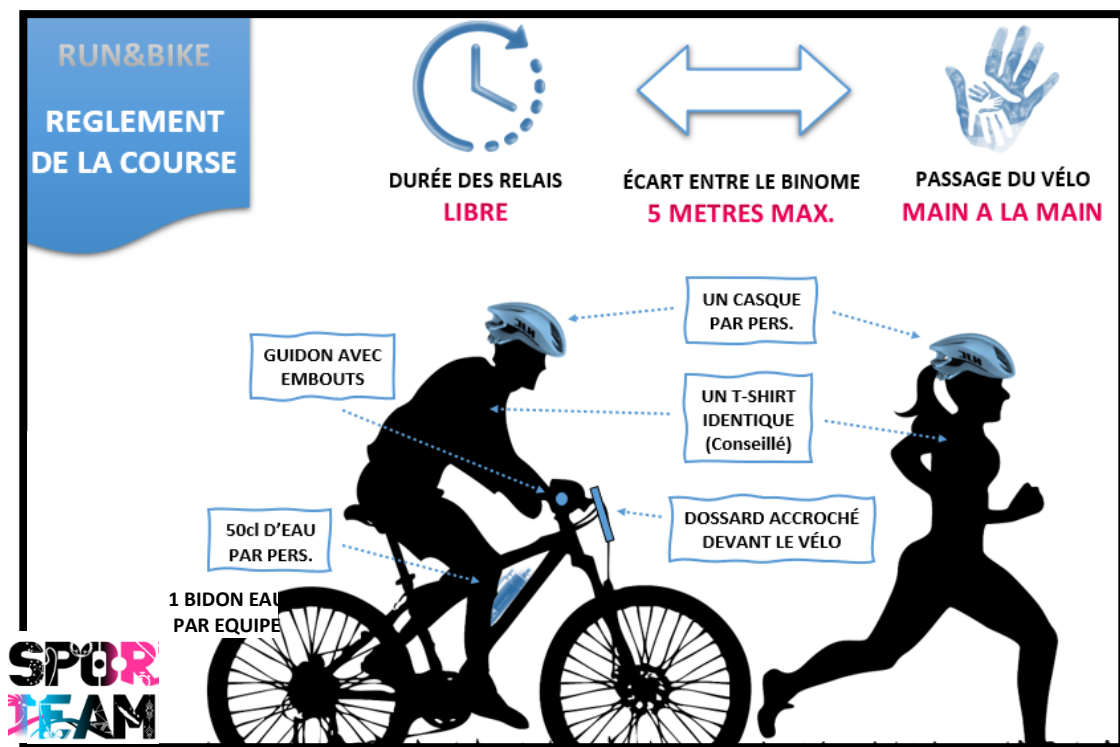 RUN&BIKE
REGLEMENT
DE LA COURSE
DURÉE DES RELAIS
LIBRE
ÉCART ENTRE LE BINOME
5 METRES MAX.
PASSAGE DU VÉLO
MAIN A LA MAIN
UN CASQUE
PAR PERS.
GUIDON AVEC
EMBOUTS
UN T-SHIRT
IDENTIQUE
(Conseillé)
50cl D'EAU
PAR PERS.
DOSSARD ACCROCHÉ
DEVANT LE VÉLO
1 BIDON EAU
PAR EQUIPE
SPOR
TEAM